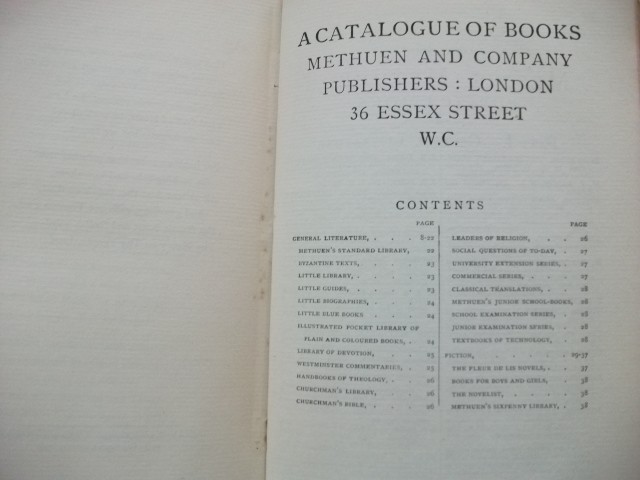 A CATALOGUE OF BOOKS
METHUEN AND COMPANY
PUBLISHERS : LONDON
36 ESSEX STREET
W.C.
CONTENTS
PAGE
GENERAL LITERATURE, . . . 8-22
METHUEN'S STANDARD LIBRARY, 22
BYZANTINE TEXTS, . . . 23
LITTLE LIBRARY, . . . . 23
LITTLE GUIDES, . . . . 23
LITTLE BIOGRAPHIES, . . . 24
LITTLE BLUE BOOKS . . . 24
ILLUSTRATED POCKET LIBRARY OF
PLAIN AND COLOURED BOOKS, . 24
LIBRARY OF DEVOTION, . . 25
WESTMINSTER COMMENTARIES, . 25
HANDBOOKS OF THEOLOGY, . . 26
CHURCHMAN'S LIBRARY, . . 26
CHURCHMAN'S BIBLE, . . . 26
PAGE
LEADERS OF RELIGION, . . 26
SOCIAL QUESTIONS OF TO-DAY, . 27
UNIVERSITY EXTENSION SERIES, . 27
COMMERCIAL SERIES, . . . 27
CLASSICAL TRANSLATIONS, . . 28
METHUEN'S JUNIOR SCHOOL-BOOKS, 28
SCHOOL EXAMINATION SERIES, . 28
JUNIOR EXAMINATION SERIES, . 28
TEXTBOOKS OF TECHNOLOGY, . 28
FICTION, . . . . . . 29-37
THE FLEUR DE LIS NOVELS, . . 37
BOOKS FOR BOYS AND GIRLS, . 38
THE NOVELIST, . . . . 38
METHUEN'S SIXPENNY LIBRARY, . 38